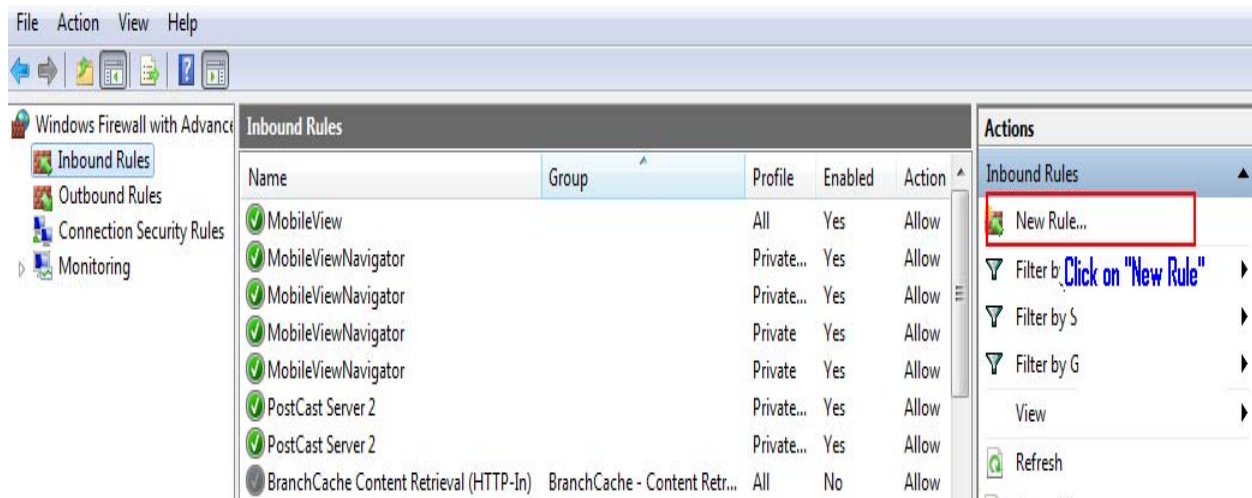 File Action View Help
Windows Firewall with Advance
Inbound Rules
Outbound Rules
Connection Security Rules
Monitoring
Inbound Rules
Name Group Profile Enabled Action
MobileView All Yes Allow
MobileViewNavigator Private... Yes Allow
MobileViewNavigator Private... Yes Allow
MobileViewNavigator Private Yes Allow
MobileViewNavigator Private Yes Allow
PostCast Server 2 Private... Yes Allow
PostCast Server 2 Private... Yes Allow
BranchCache Content Retrieval (HTTP-In) BranchCache - Content Retr... All No Allow
Actions
Inbound Rules
New Rule...
Filter by
Click on "New Rule"
Filter by S
Filter by G
View
Refresh